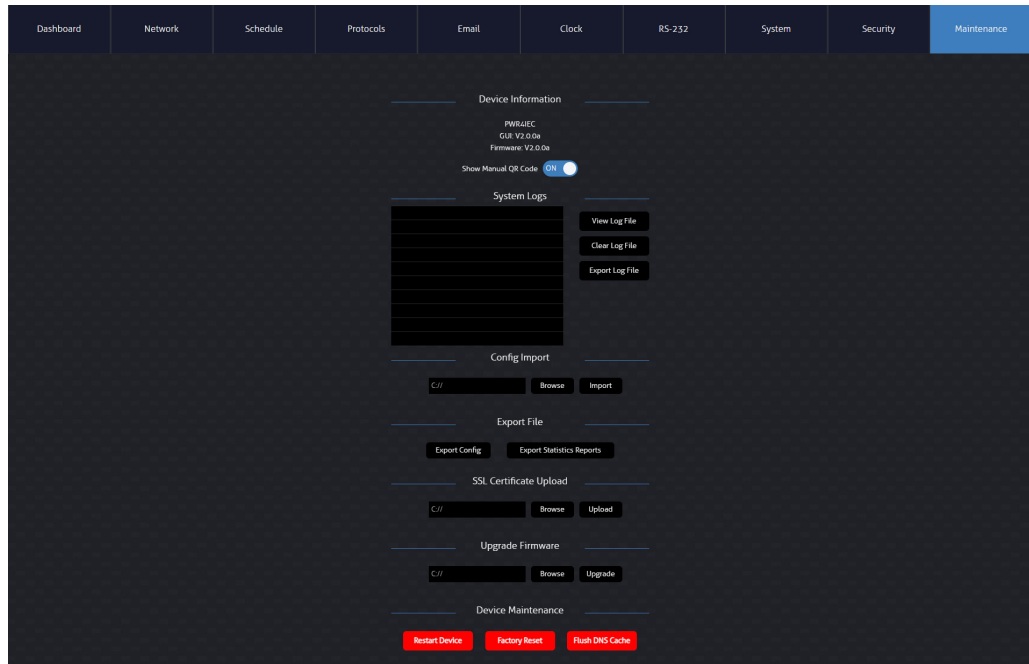 Dashboard Network Schedule Protocols Email Clock RS-232 System Security Maintenance
Device Information
PWR4IEC
GUI: V2.0.0a
Firmware: V2.0.0a
Show Manual QR Code ON
System Logs
View Log File
Clear Log File
Export Log File
Config Import
C:// Browse Import
Export File
Export Config Export Statistics Reports
SSL Certificate Upload
C:// Browse Upload
Upgrade Firmware
C:// Browse Upgrade
Device Maintenance
Restart Device Factory Reset Flush DNS Cache